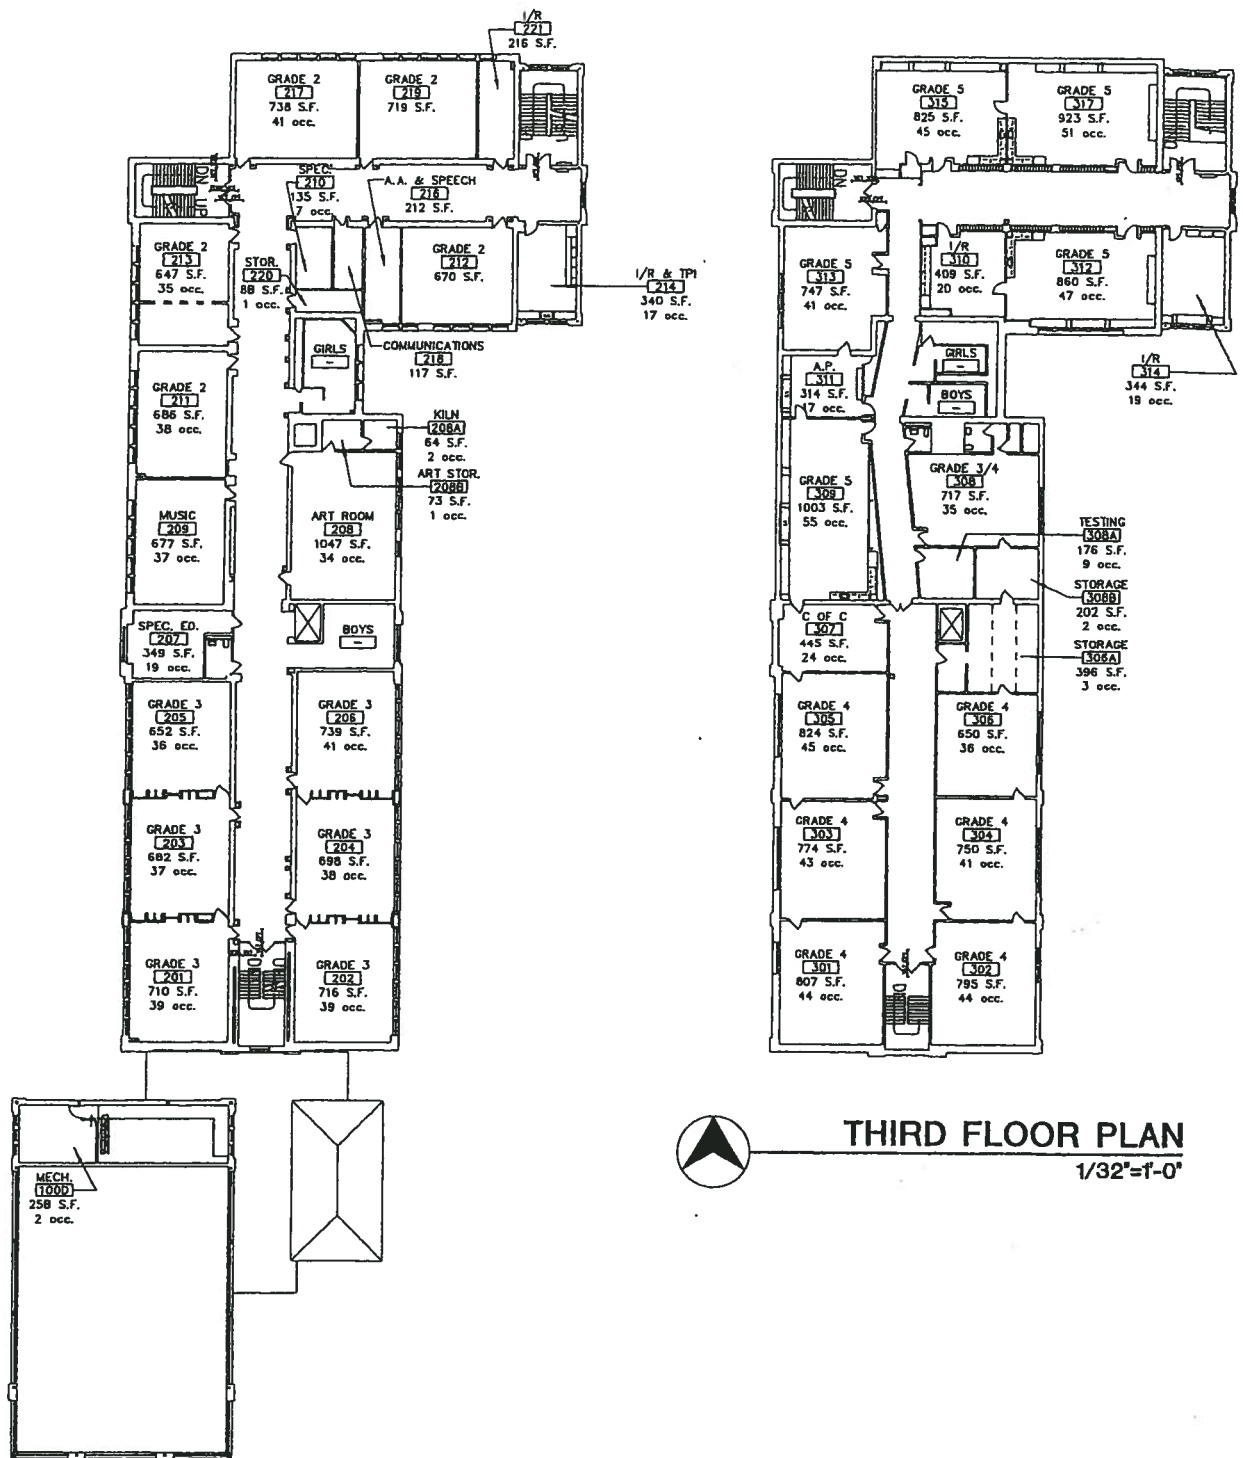 I/R
221
216 S.F.
GRADE 2
217
738 S.F.
41 occ.
GRADE 2
219
719 S.F.
SPEC.
210
135 S.F.
7 occ.
A.A. & SPEECH
216
212 S.F.
DN
UP
GRADE 2
213
647 S.F.
35 occ.
STOR.
220
88 S.F.
1 occ.
GRADE 2
212
670 S.F.
I/R & TP1
214
340 S.F.
17 occ.
GIRLS
COMMUNICATIONS
218
117 S.F.
GRADE 2
211
686 S.F.
38 occ.
KILN
208A
64 S.F.
2 occ.
ART STOR.
208B
73 S.F.
1 occ.
MUSIC
209
677 S.F.
37 occ.
ART ROOM
208
1047 S.F.
34 occ.
SPEC. ED.
207
349 S.F.
19 occ.
BOYS
GRADE 3
205
652 S.F.
36 occ.
GRADE 3
206
739 S.F.
41 occ.
GRADE 3
203
682 S.F.
37 occ.
GRADE 3
204
698 S.F.
38 occ.
GRADE 3
201
710 S.F.
39 occ.
GRADE 3
202
716 S.F.
39 occ.
MECH.
100D
258 S.F.
2 occ.
GRADE 5
315
825 S.F.
45 occ.
GRADE 5
317
923 S.F.
51 occ.
DN
DN
GRADE 5
313
747 S.F.
41 occ.
I/R
310
409 S.F.
20 occ.
GRADE 5
312
860 S.F.
47 occ.
I/R
314
344 S.F.
19 occ.
A.P.
311
314 S.F.
17 occ.
GIRLS
BOYS
GRADE 5
309
1003 S.F.
55 occ.
GRADE 3/4
308
717 S.F.
35 occ.
TESTING
308A
176 S.F.
9 occ.
STORAGE
308B
202 S.F.
2 occ.
STORAGE
306A
396 S.F.
3 occ.
C OF C
307
445 S.F.
24 occ.
GRADE 4
305
824 S.F.
45 occ.
GRADE 4
306
650 S.F.
36 occ.
GRADE 4
303
774 S.F.
43 occ.
GRADE 4
304
750 S.F.
41 occ.
GRADE 4
301
807 S.F.
44 occ.
GRADE 4
302
795 S.F.
44 occ.
DN
THIRD FLOOR PLAN
1/32"=1'-0"